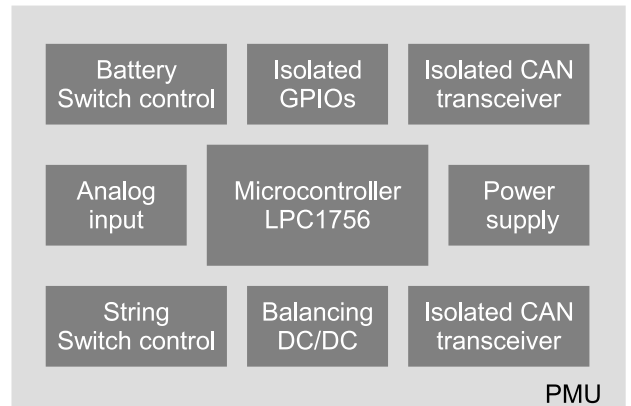 Battery
Switch control
Isolated
GPIOs
Isolated CAN
transceiver
Analog
input
Microcontroller
LPC1756
Power
supply
String
Switch control
Balancing
DC/DC
Isolated CAN
transceiver
PMU